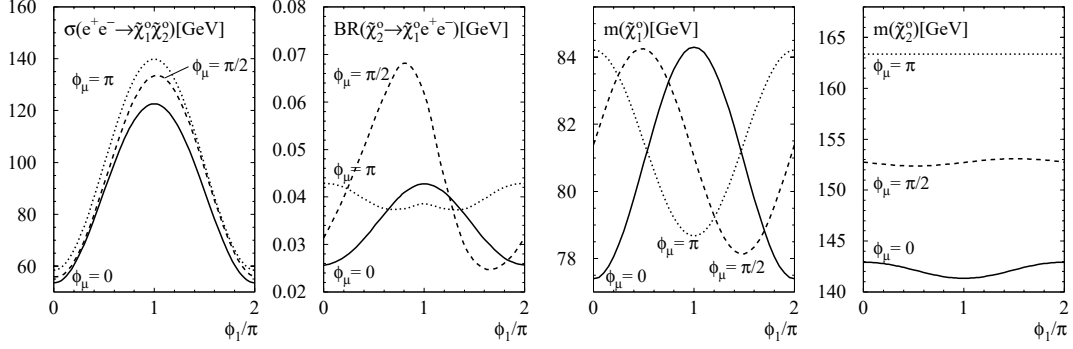 σ(e⁺e⁻→χ̃₁ᵒχ̃₂ᵒ)[GeV]
140
120
100
80
60
ϕμ = π
ϕμ = π/2
ϕμ = 0
0
1
2
ϕ₁/π
BR(χ̃₂ᵒ→χ̃₁ᵒe⁺e⁻)[GeV]
0.08
0.07
0.06
0.05
0.04
0.03
0.02
ϕμ = π/2
ϕμ = π
ϕμ = 0
0
1
2
ϕ₁/π
m(χ̃₁ᵒ)[GeV]
84
82
80
78
ϕμ = π
ϕμ = π/2
ϕμ = 0
0
1
2
ϕ₁/π
m(χ̃₂ᵒ)[GeV]
165
160
155
150
145
140
ϕμ = π
ϕμ = π/2
ϕμ = 0
0
1
2
ϕ₁/π